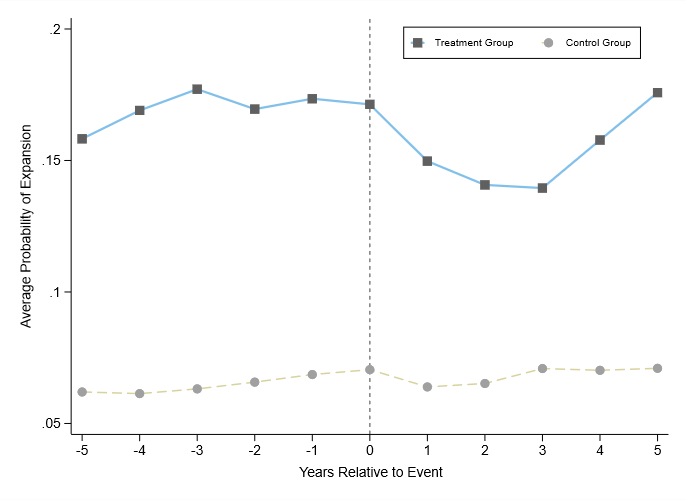 Treatment Group Control Group
.2
.15
.1
.05
Average Probability of Expansion
-5 -4 -3 -2 -1 0 1 2 3 4 5
Years Relative to Event